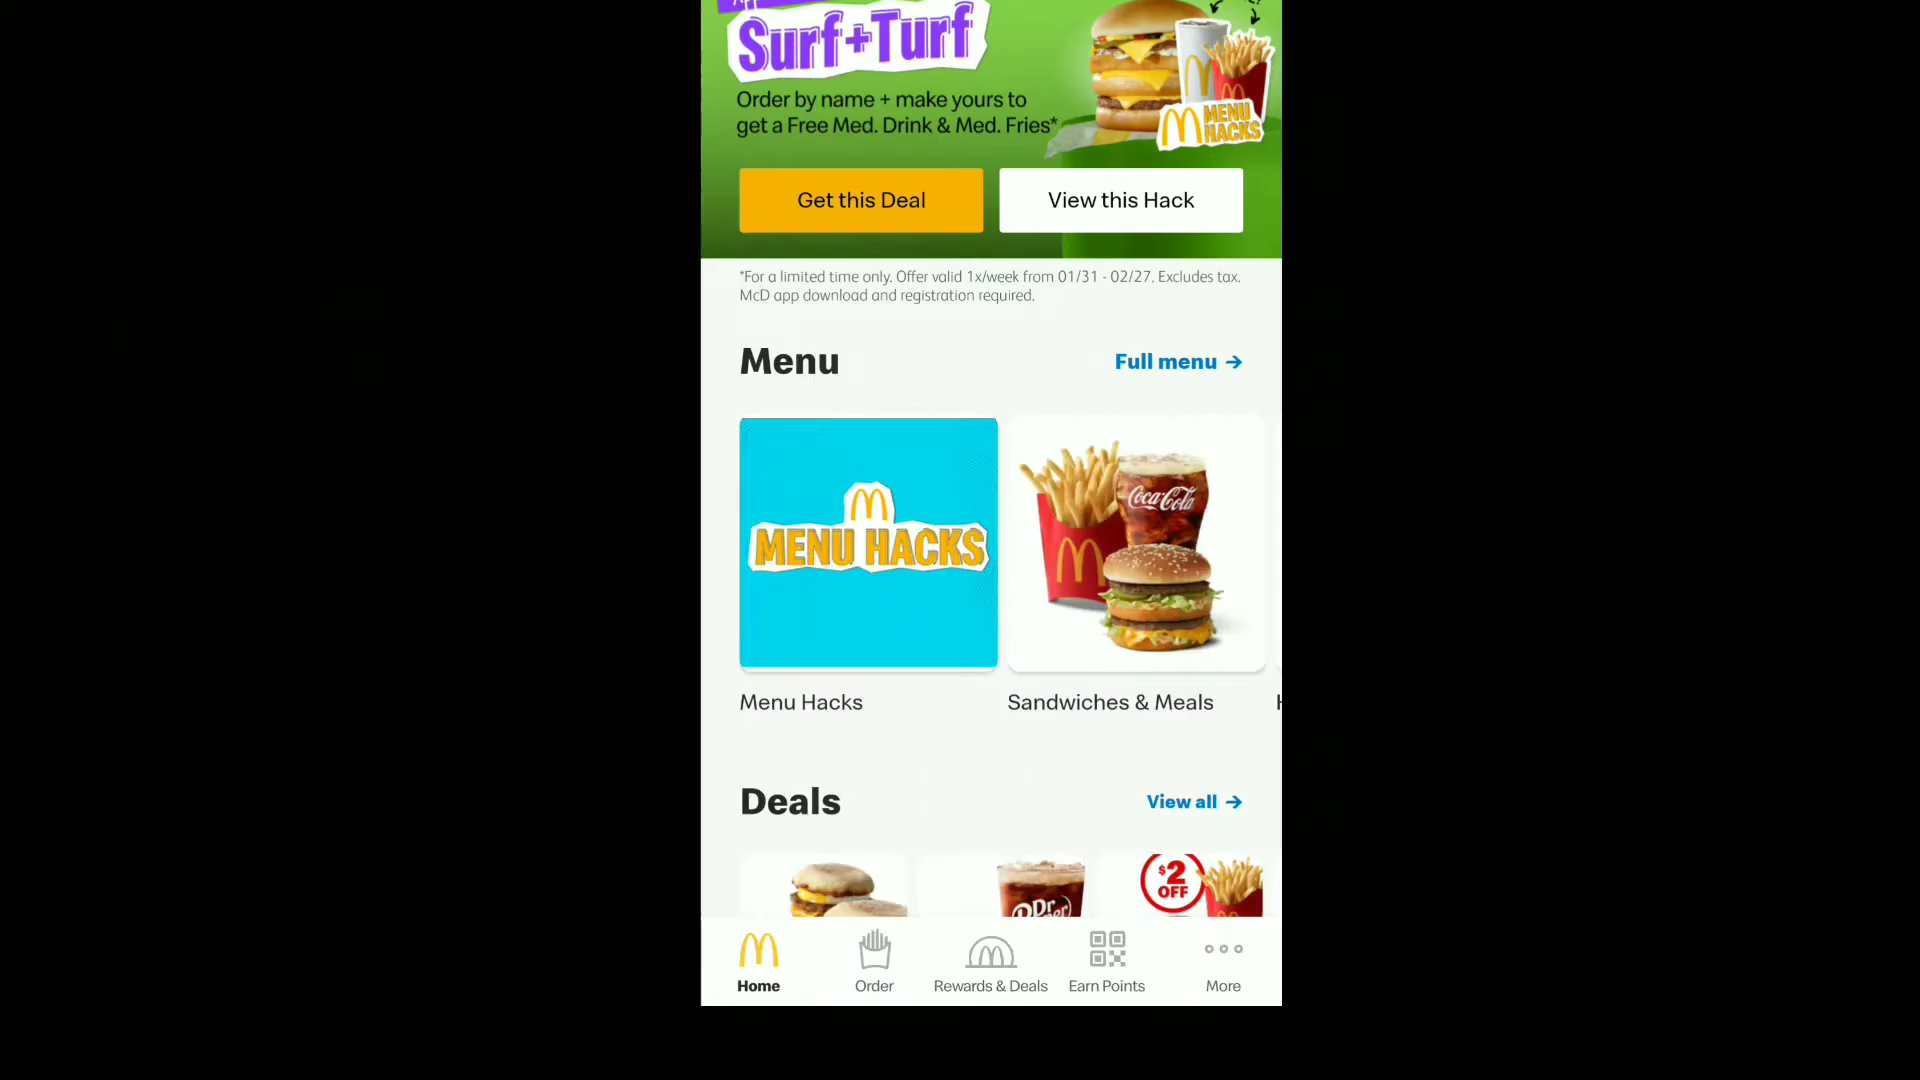 Surf+Turf
Order by name + make yours to
get a Free Med. Drink & Med. Fries*
MENU
HACKS
Get this Deal
View this Hack
*For a limited time only. Offer valid 1x/week from 01/31 - 02/27. Excludes tax.
McD app download and registration required.
Menu
Full menu →
MENU HACKS
Coca-Cola
Menu Hacks
Sandwiches & Meals
Deals
View all →
$2
OFF
Dr
Home
Order
Rewards & Deals
Earn Points
More